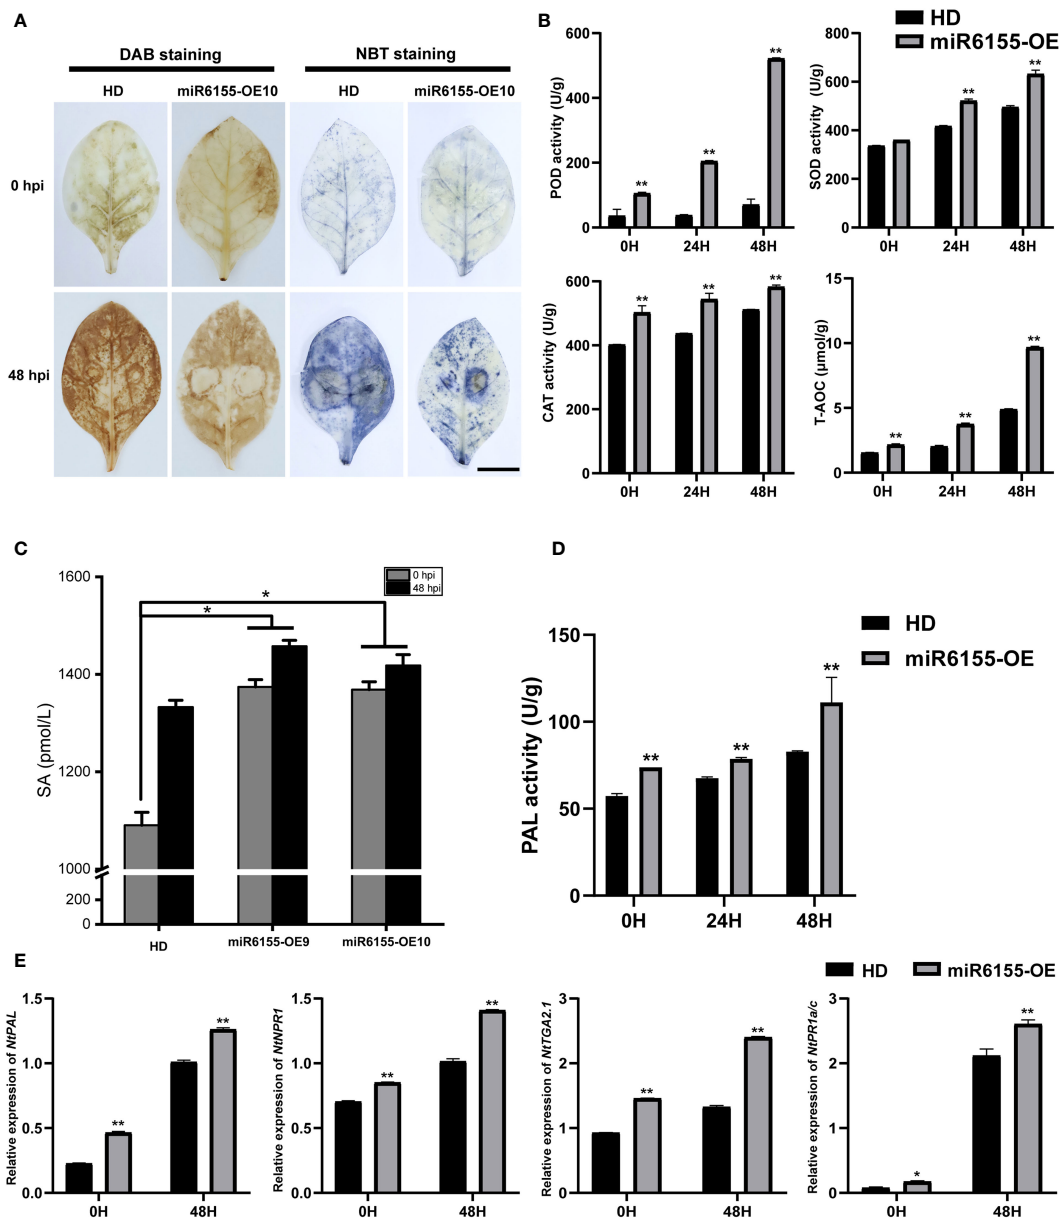 A
DAB staining
NBT staining
HD
miR6155-OE10
HD
miR6155-OE10
0 hpi
48 hpi
B
HD
miR6155-OE
POD activity (U/g)
600
400
200
0
**
**
**
0H
24H
48H
SOD activity (U/g)
800
600
400
200
0
**
**
0H
24H
48H
CAT activity (U/g)
600
400
200
0
**
**
**
0H
24H
48H
T-AOC (μmol/g)
15
10
5
0
**
**
**
0H
24H
48H
C
0 hpi
48 hpi
SA (pmol/L)
1600
1400
1200
1000
200
0
*
*
HD
miR6155-OE9
miR6155-OE10
D
HD
miR6155-OE
PAL activity (U/g)
150
100
50
0
**
**
**
0H
24H
48H
E
HD
miR6155-OE
Relative expression of NtPAL
1.5
1.0
0.5
0.0
**
**
0H
48H
Relative expression of NtNPR1
1.5
1.0
0.5
0.0
**
**
0H
48H
Relative expression of NtTGA2.1
3
2
1
0
**
**
0H
48H
Relative expression of NtPR1a/c
3
2
1
0
*
**
0H
48H